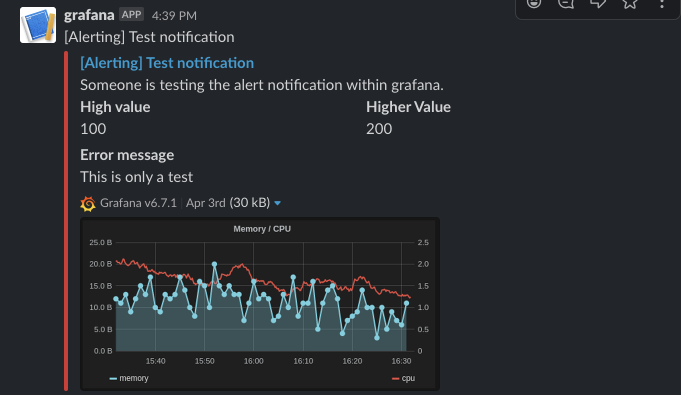 grafana APP 4:39 PM
[Alerting] Test notification
[Alerting] Test notification
Someone is testing the alert notification within grafana.
High value Higher Value
100 200
Error message
This is only a test
Grafana v6.7.1 | Apr 3rd (30 kB)
Memory / CPU
25.0 B 2.5
20.0 B 2.0
15.0 B 1.5
10.0 B 1.0
5.0 B 0.5
0.0 B 0
15:40 15:50 16:00 16:10 16:20 16:30
memory cpu